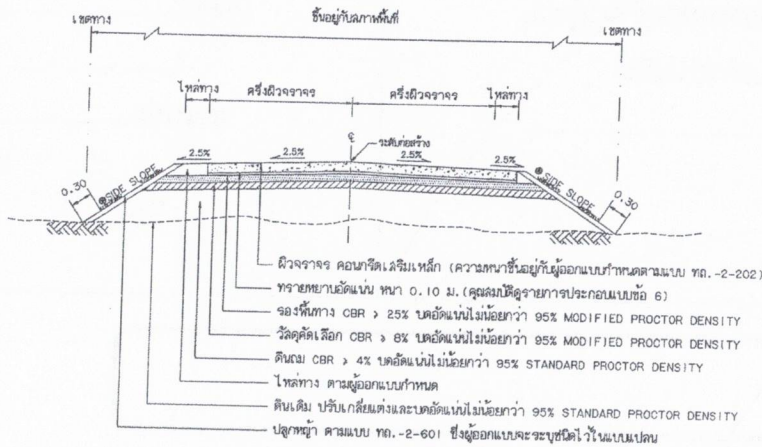 ขึ้นอยู่กับสภาพพื้นที่
เขตทาง
เขตทาง
ไหล่ทาง
ครึ่งผิวจราจร
ครึ่งผิวจราจร
ไหล่ทาง
℄
ระดับก่อสร้าง
2.5%
2.5%
2.5%
2.5%
SIDE SLOPE
SIDE SLOPE
0.30
0.30
ผิวจราจร คอนกรีตเสริมเหล็ก (ความหนาขึ้นอยู่กับผู้ออกแบบกำหนดตามแบบ ทถ.-2-202)
ทรายหยาบอัดแน่น หนา 0.10 ม.(คุณสมบัติดูรายการประกอบแบบข้อ 6)
รองพื้นทาง CBR > 25% บดอัดแน่นไม่น้อยกว่า 95% MODIFIED PROCTOR DENSITY
วัสดุคัดเลือก CBR > 8% บดอัดแน่นไม่น้อยกว่า 95% MODIFIED PROCTOR DENSITY
ดินถม CBR > 4% บดอัดแน่นไม่น้อยกว่า 95% STANDARD PROCTOR DENSITY
ไหล่ทาง ตามผู้ออกแบบกำหนด
ดินเดิม ปรับเกลี่ยแต่งและบดอัดแน่นไม่น้อยกว่า 95% STANDARD PROCTOR DENSITY
ปลูกหญ้า ตามแบบ ทถ.-2-601 ซึ่งผู้ออกแบบจะระบุชนิดไว้ในแบบแปลน